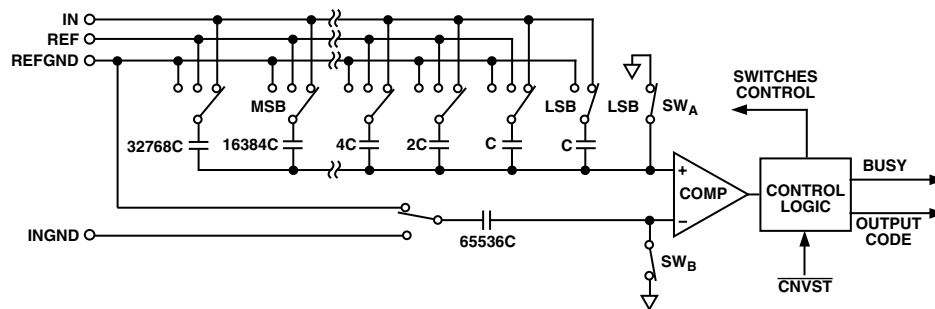 IN
REF
REFGND
MSB
LSB
LSB
SWA
SWITCHES
CONTROL
32768C
16384C
4C
2C
C
C
+
COMP
−
CONTROL
LOGIC
BUSY
OUTPUT
CODE
INGND
65536C
SWB
CNVST